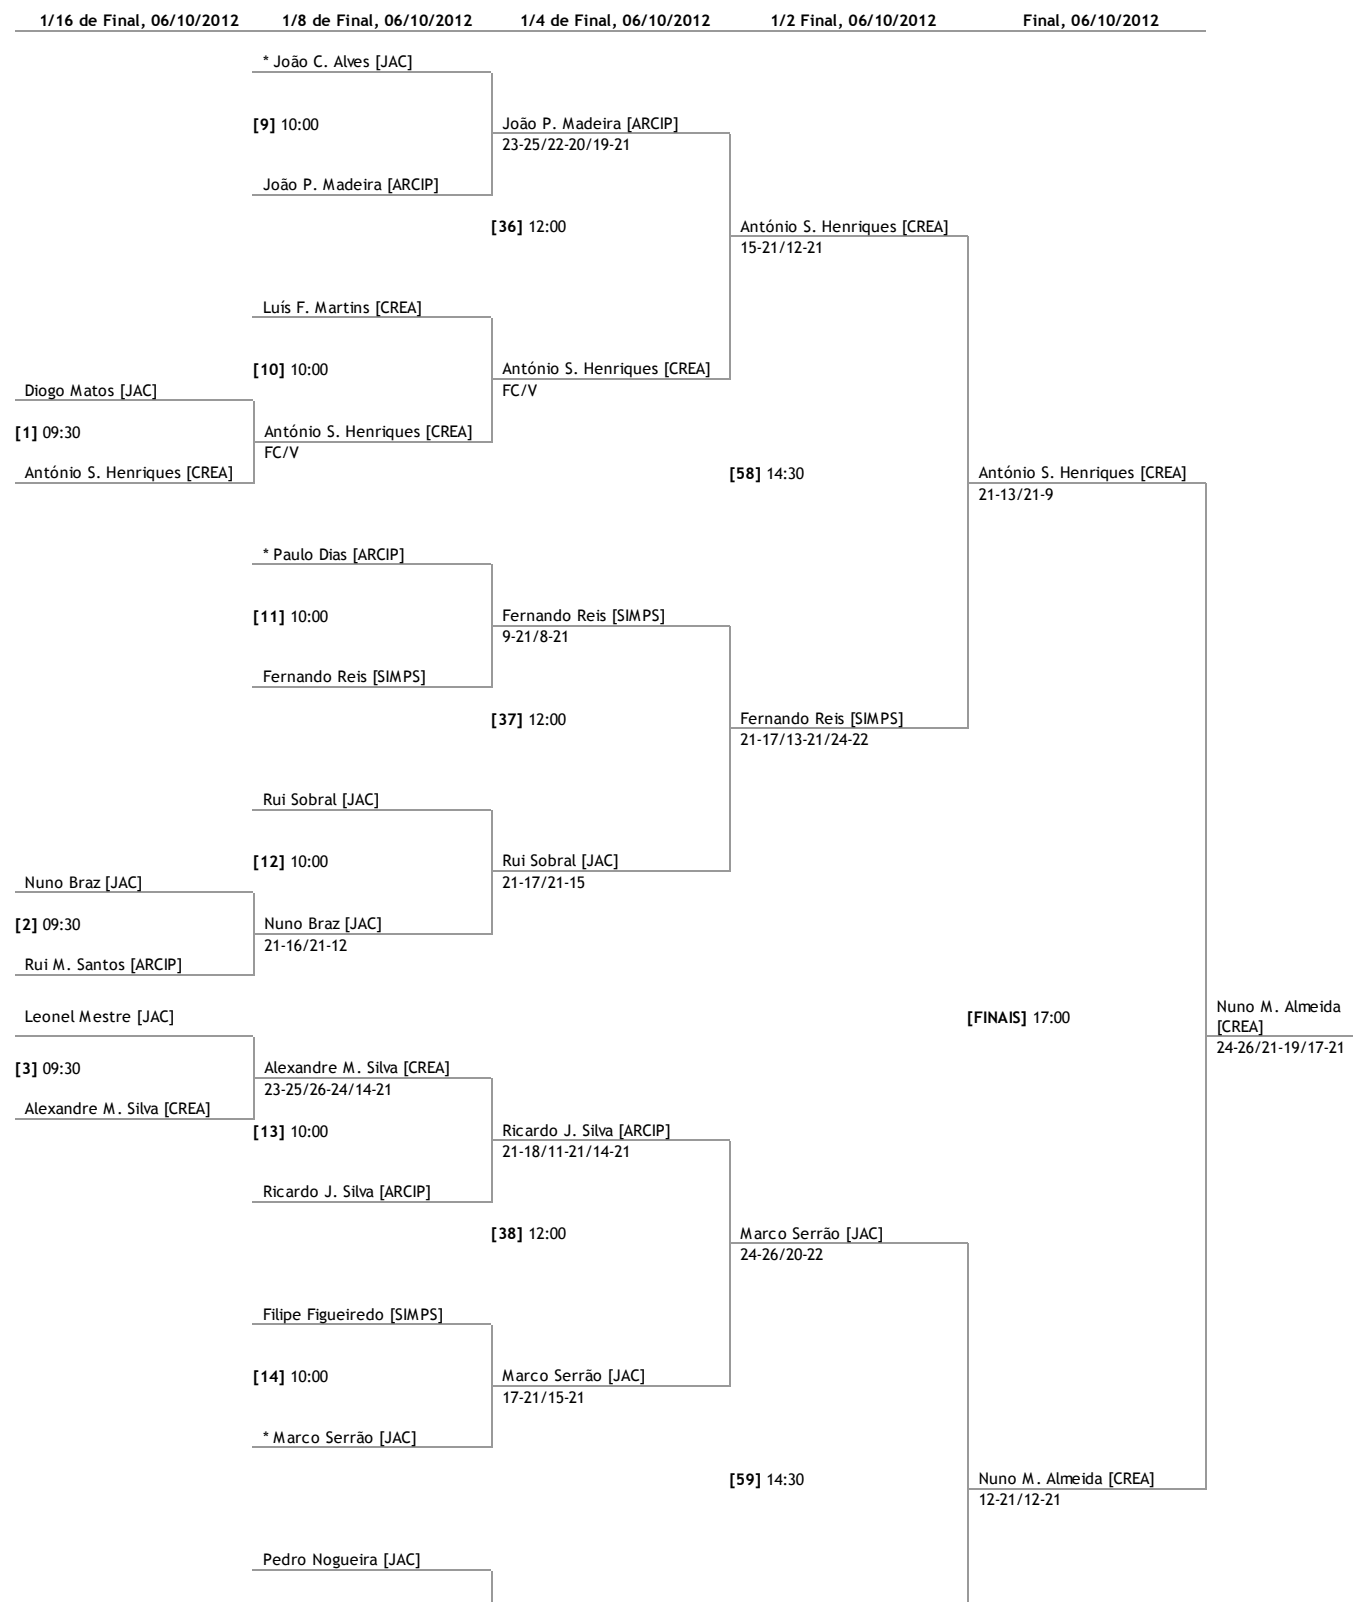 1/16 de Final, 06/10/2012 1/8 de Final, 06/10/2012 1/4 de Final, 06/10/2012 1/2 Final, 06/10/2012 Final, 06/10/2012
* João C. Alves [JAC]
[9] 10:00
João P. Madeira [ARCIP]
23-25/22-20/19-21
João P. Madeira [ARCIP]
[36] 12:00
António S. Henriques [CREA]
15-21/12-21
Luís F. Martins [CREA]
[10] 10:00
António S. Henriques [CREA]
FC/V
Diogo Matos [JAC]
[1] 09:30
António S. Henriques [CREA]
FC/V
António S. Henriques [CREA]
[58] 14:30
António S. Henriques [CREA]
21-13/21-9
* Paulo Dias [ARCIP]
[11] 10:00
Fernando Reis [SIMPS]
9-21/8-21
Fernando Reis [SIMPS]
[37] 12:00
Fernando Reis [SIMPS]
21-17/13-21/24-22
Rui Sobral [JAC]
[12] 10:00
Rui Sobral [JAC]
21-17/21-15
Nuno Braz [JAC]
[2] 09:30
Nuno Braz [JAC]
21-16/21-12
Rui M. Santos [ARCIP]
Leonel Mestre [JAC]
[FINAIS] 17:00
Nuno M. Almeida
[CREA]
24-26/21-19/17-21
[3] 09:30
Alexandre M. Silva [CREA]
23-25/26-24/14-21
Alexandre M. Silva [CREA]
[13] 10:00
Ricardo J. Silva [ARCIP]
21-18/11-21/14-21
Ricardo J. Silva [ARCIP]
[38] 12:00
Marco Serrão [JAC]
24-26/20-22
Filipe Figueiredo [SIMPS]
[14] 10:00
Marco Serrão [JAC]
17-21/15-21
* Marco Serrão [JAC]
[59] 14:30
Nuno M. Almeida [CREA]
12-21/12-21
Pedro Nogueira [JAC]